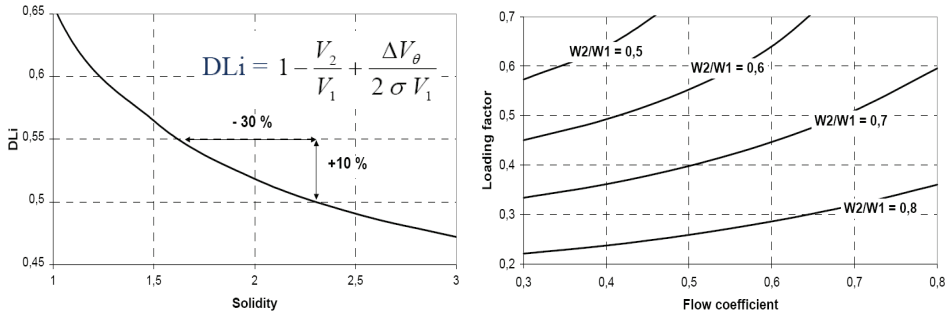 0,65
0,6
0,55
0,5
0,45
DLi
DLi = 1 - V2/V1 + ΔVθ/2 σ V1
- 30 %
+10 %
1
1,5
2
2,5
3
Solidity
0,7
0,6
0,5
0,4
0,3
0,2
Loading factor
W2/W1 = 0,5
W2/W1 = 0,6
W2/W1 = 0,7
W2/W1 = 0,8
0,3
0,4
0,5
0,6
0,7
0,8
Flow coefficient